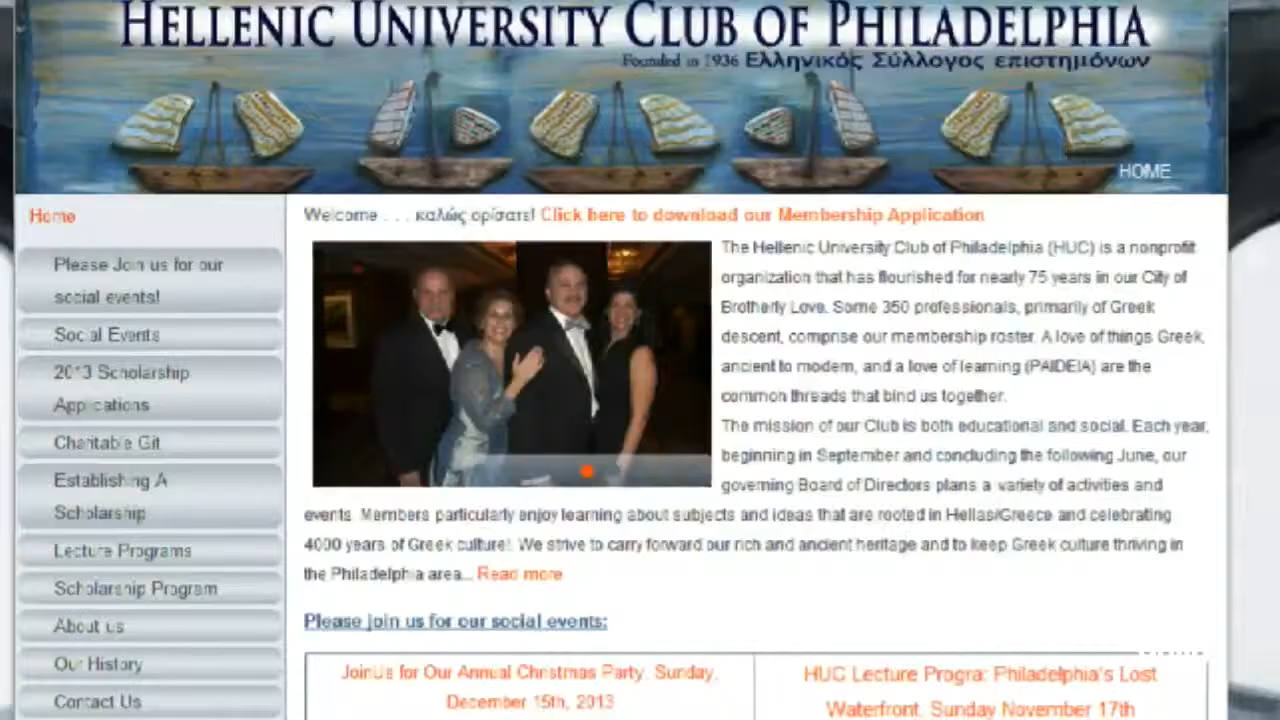 HELLENIC UNIVERSITY CLUB OF PHILADELPHIA
Founded in 1936 Ελληνικός Σύλλογος επιστημόνων
HOME
Home
Please Join us for our
social events!
Social Events
2013 Scholarship
Applications
Charitable Gift
Establishing A
Scholarship
Lecture Programs
Scholarship Program
About us
Our History
Contact Us
Welcome . . . καλώς ορίσατε! Click here to download our Membership Application
The Hellenic University Club of Philadelphia (HUC) is a nonprofit
organization that has flourished for nearly 75 years in our City of
Brotherly Love. Some 350 professionals, primarily of Greek
descent, comprise our membership roster. A love of things Greek,
ancient to modern, and a love of learning (PAIDEIA) are the
common threads that bind us together.
The mission of our Club is both educational and social. Each year,
beginning in September and concluding the following June, our
governing Board of Directors plans a variety of activities and
events. Members particularly enjoy learning about subjects and ideas that are rooted in Hellas/Greece and celebrating
4000 years of Greek culture!. We strive to carry forward our rich and ancient heritage and to keep Greek culture thriving in
the Philadelphia area... Read more
Please join us for our social events:
JoinUs for Our Annual Christmas Party, Sunday,
December 15th, 2013
HUC Lecture Progra: Philadelphia's Lost
Waterfront, Sunday November 17th